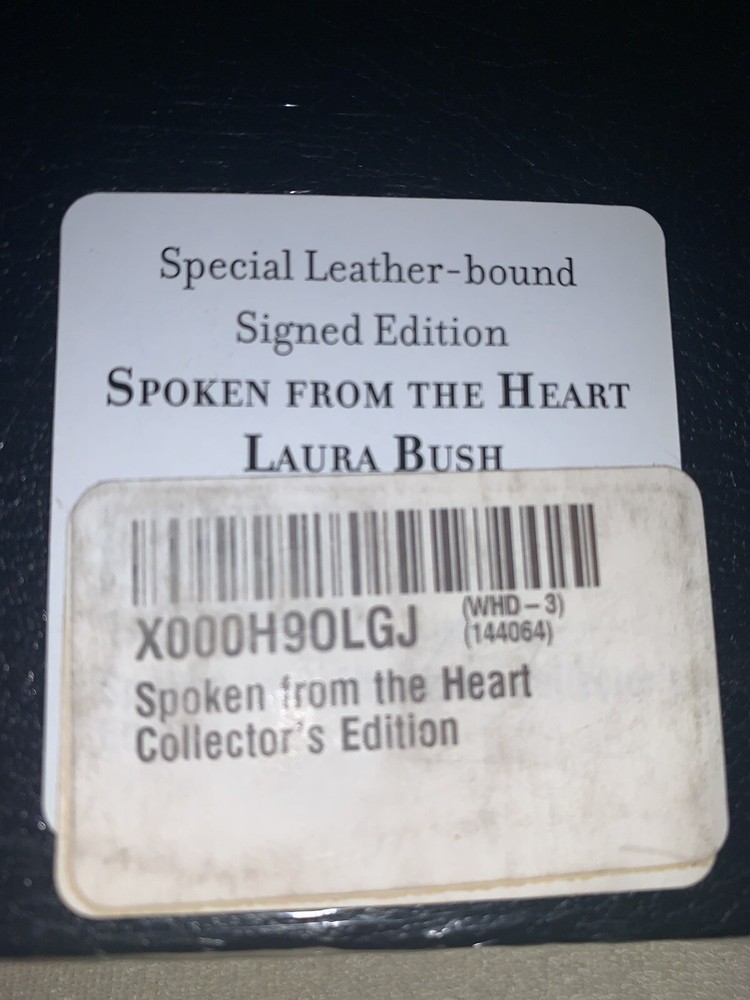 Special Leather-bound
Signed Edition
SPOKEN FROM THE HEART
LAURA BUSH
X000H9OLGJ (WHD-3)
(144064)
Spoken from the Heart
Collector's Edition